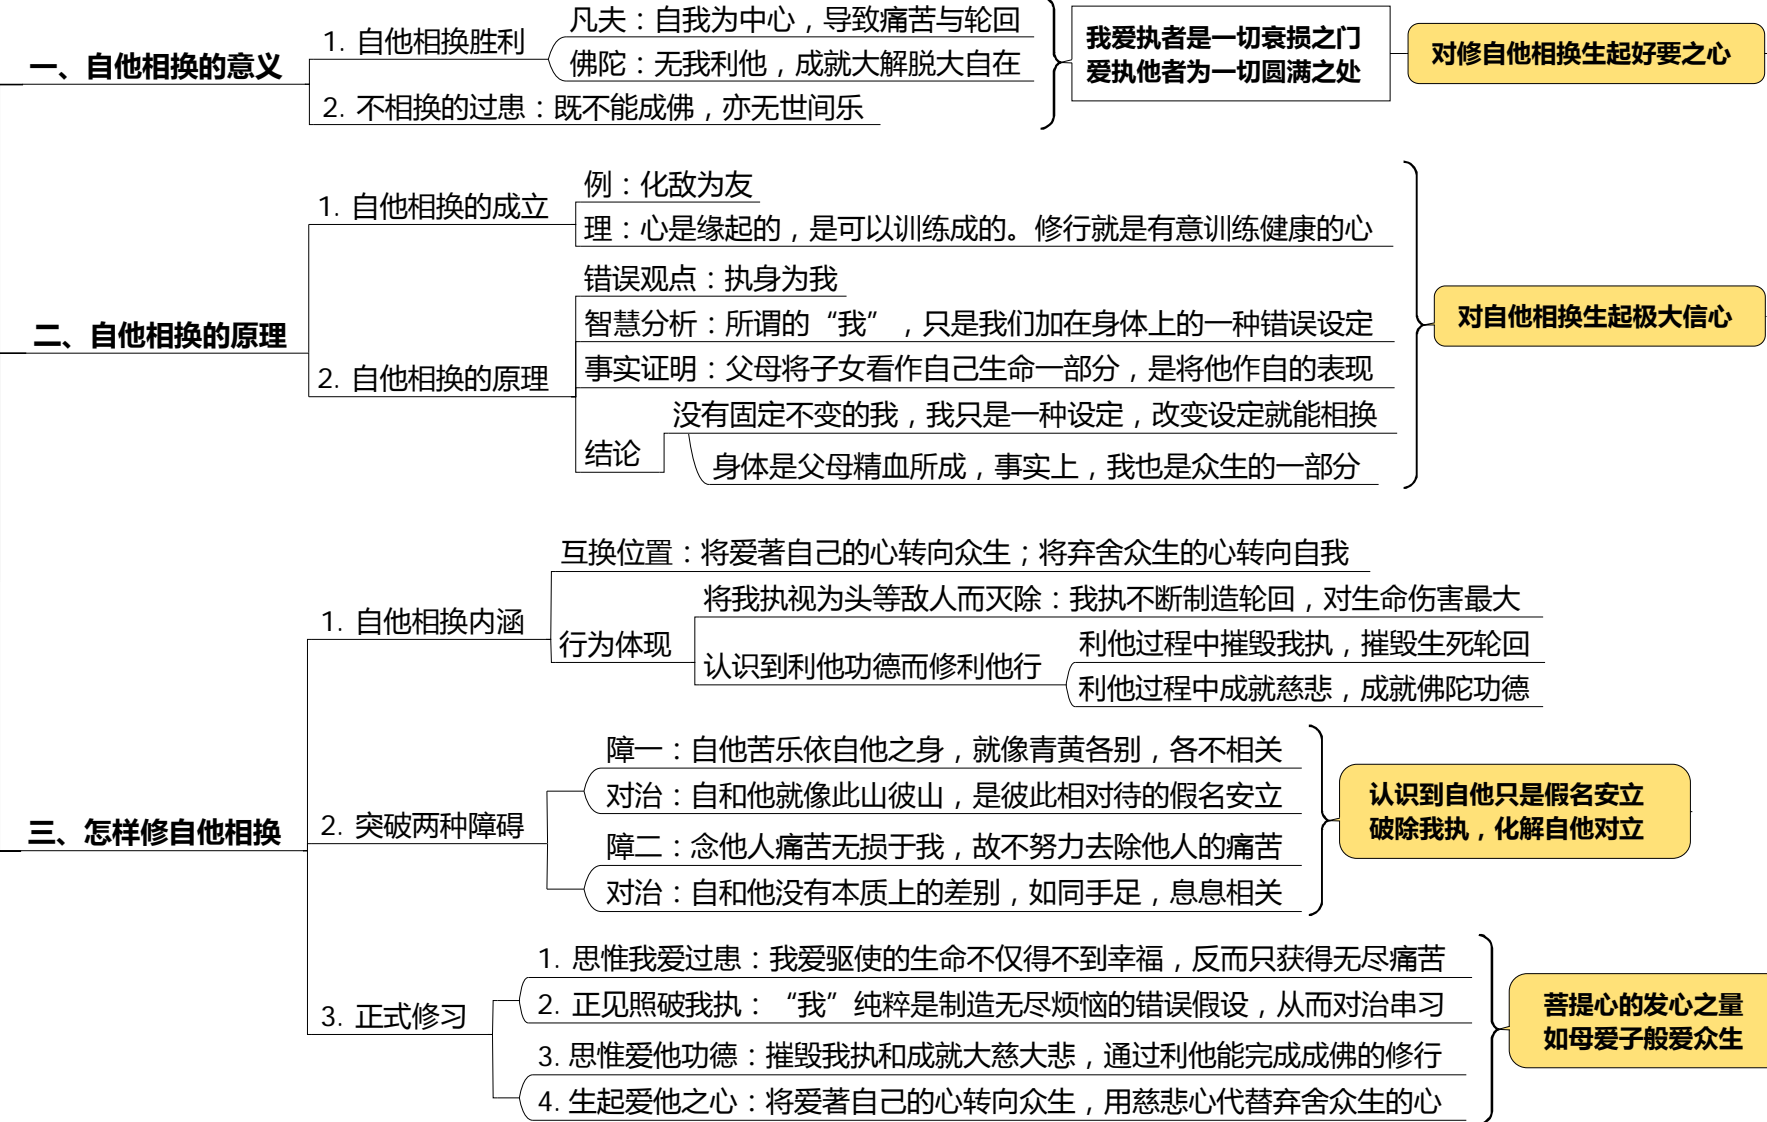 一、自他相换的意义
1. 自他相换胜利
凡夫：自我为中心，导致痛苦与轮回
佛陀：无我利他，成就大解脱大自在
2. 不相换的过患：既不能成佛，亦无世间乐
我爱执者是一切衰损之门
爱执他者为一切圆满之处
对修自他相换生起好要之心
二、自他相换的原理
1. 自他相换的成立
例：化敌为友
理：心是缘起的，是可以训练成的。修行就是有意训练健康的心
2. 自他相换的原理
错误观点：执身为我
智慧分析：所谓的“我”，只是我们加在身体上的一种错误设定
事实证明：父母将子女看作自己生命一部分，是将他作自的表现
结论
没有固定不变的我，我只是一种设定，改变设定就能相换
身体是父母精血所成，事实上，我也是众生的一部分
对自他相换生起极大信心
三、怎样修自他相换
1. 自他相换内涵
互换位置：将爱著自己的心转向众生；将弃舍众生的心转向自我
行为体现
将我执视为头等敌人而灭除：我执不断制造轮回，对生命伤害最大
认识到利他功德而修利他行
利他过程中摧毁我执，摧毁生死轮回
利他过程中成就慈悲，成就佛陀功德
2. 突破两种障碍
障一：自他苦乐依自他之身，就像青黄各别，各不相关
对治：自和他就像此山彼山，是彼此相对待的假名安立
障二：念他人痛苦无损于我，故不努力去除他人的痛苦
对治：自和他没有本质上的差别，如同手足，息息相关
认识到自他只是假名安立
破除我执，化解自他对立
3. 正式修习
1. 思惟我爱过患：我爱驱使的生命不仅得不到幸福，反而只获得无尽痛苦
2. 正见照破我执：“我”纯粹是制造无尽烦恼的错误假设，从而对治串习
3. 思惟爱他功德：摧毁我执和成就大慈大悲，通过利他能完成成佛的修行
4. 生起爱他之心：将爱著自己的心转向众生，用慈悲心代替弃舍众生的心
菩提心的发心之量
如母爱子般爱众生